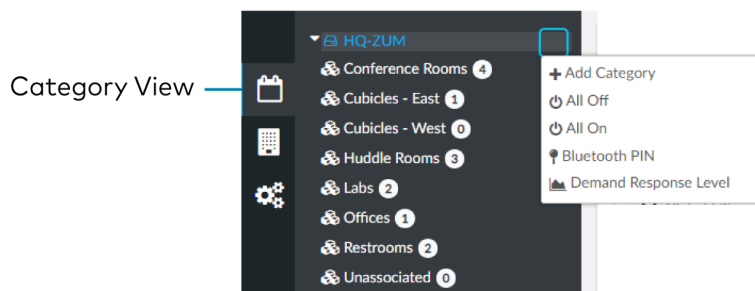 Category View
HQ-ZUM
Conference Rooms 4
Cubicles - East 1
Cubicles - West 0
Huddle Rooms 3
Labs 2
Offices 1
Restrooms 2
Unassociated 0
Add Category
All Off
All On
Bluetooth PIN
Demand Response Level